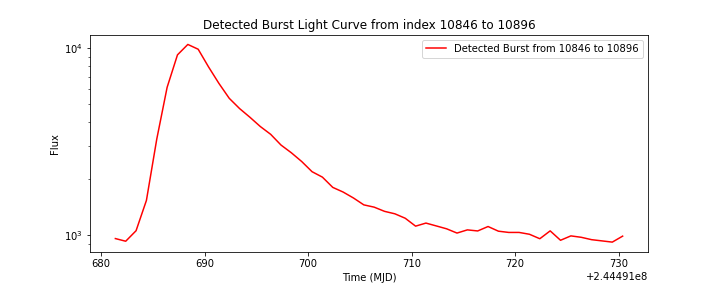 Detected Burst Light Curve from index 10846 to 10896
Detected Burst from 10846 to 10896
10⁴
Flux
10³
680 690 700 710 720 730
Time (MJD)
+2.44491e8